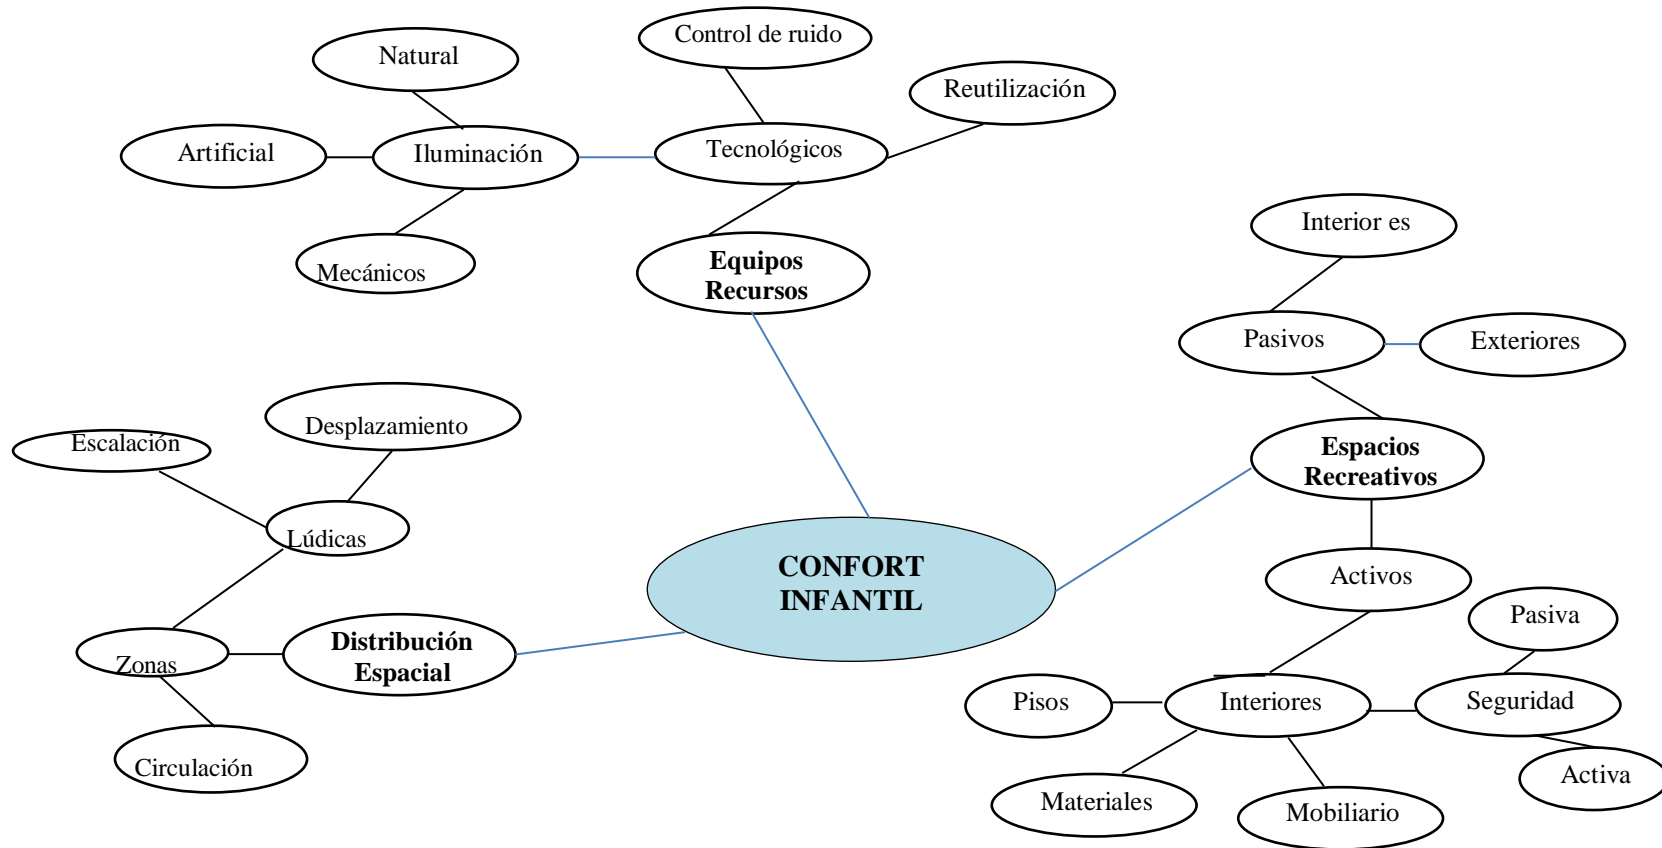 Control de ruido
Natural
Reutilización
Artificial
Iluminación
Tecnológicos
Interior es
Mecánicos
Equipos
Recursos
Pasivos
Exteriores
Escalación
Desplazamiento
Espacios
Recreativos
Lúdicas
CONFORT
INFANTIL
Activos
Pasiva
Zonas
Distribución
Espacial
Pisos
Interiores
Seguridad
Circulación
Materiales
Mobiliario
Activa